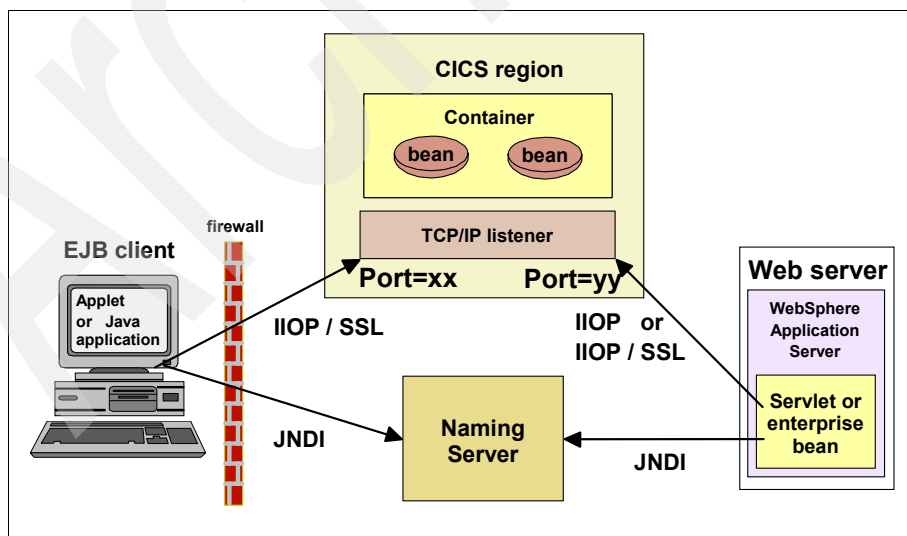 CICS region
Container
bean
bean
TCP/IP listener
Port=xx
Port=yy
firewall
EJB client
Applet
or Java
application
IIOP / SSL
JNDI
Naming
Server
IIOP or
IIOP / SSL
JNDI
Web server
WebSphere
Application
Server
Servlet or
enterprise
bean